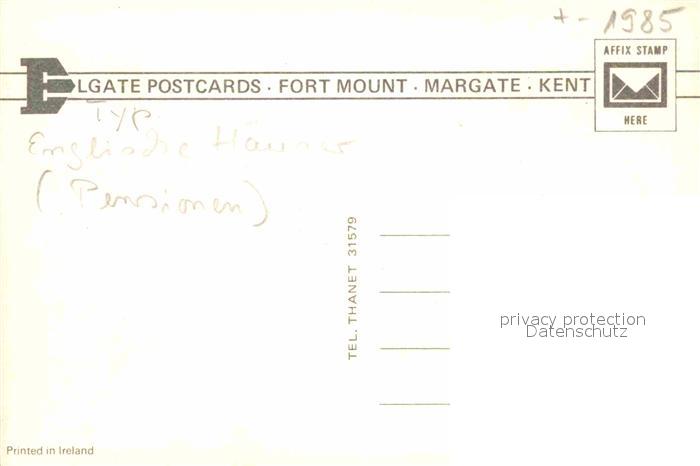 +- 1985
AFFIX STAMP
HERE
ELGATE POSTCARDS · FORT MOUNT · MARGATE · KENT
Typ.
Englische Häuser
(Pensionen)
TEL. THANET 31579
privacy protection
Datenschutz
Printed in Ireland